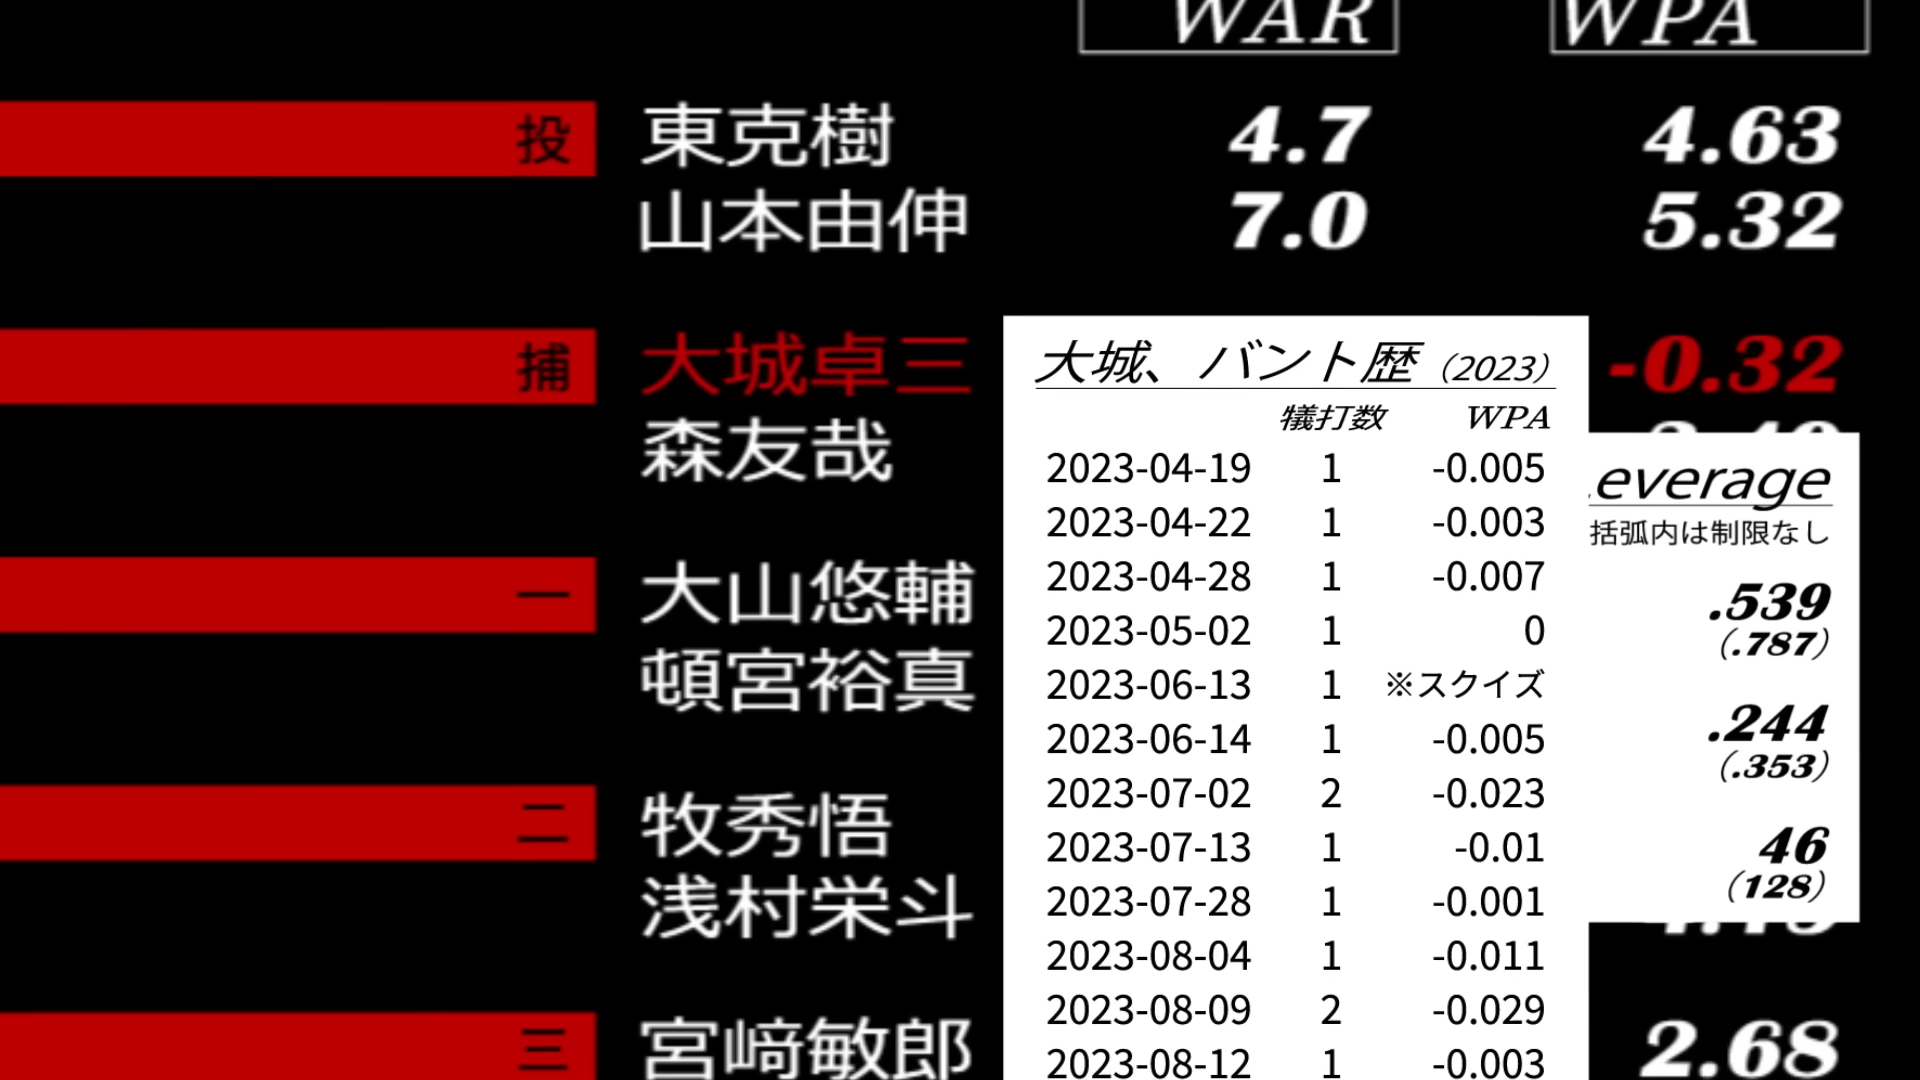 WAR WPA
投 東克樹 4.7 4.63
山本由伸 7.0 5.32
捕 大城卓三 -0.32
森友哉
一 大山悠輔
頓宮裕真
二 牧秀悟
浅村栄斗
三 宮﨑敏郎 2.68
大城、バント歴（2023）
犠打数 WPA
2023-04-19 1 -0.005
2023-04-22 1 -0.003
2023-04-28 1 -0.007
2023-05-02 1 0
2023-06-13 1 ※スクイズ
2023-06-14 1 -0.005
2023-07-02 2 -0.023
2023-07-13 1 -0.01
2023-07-28 1 -0.001
2023-08-04 1 -0.011
2023-08-09 2 -0.029
2023-08-12 1 -0.003
everage
括弧内は制限なし
.539
（.787）
.244
（.353）
46
（128）